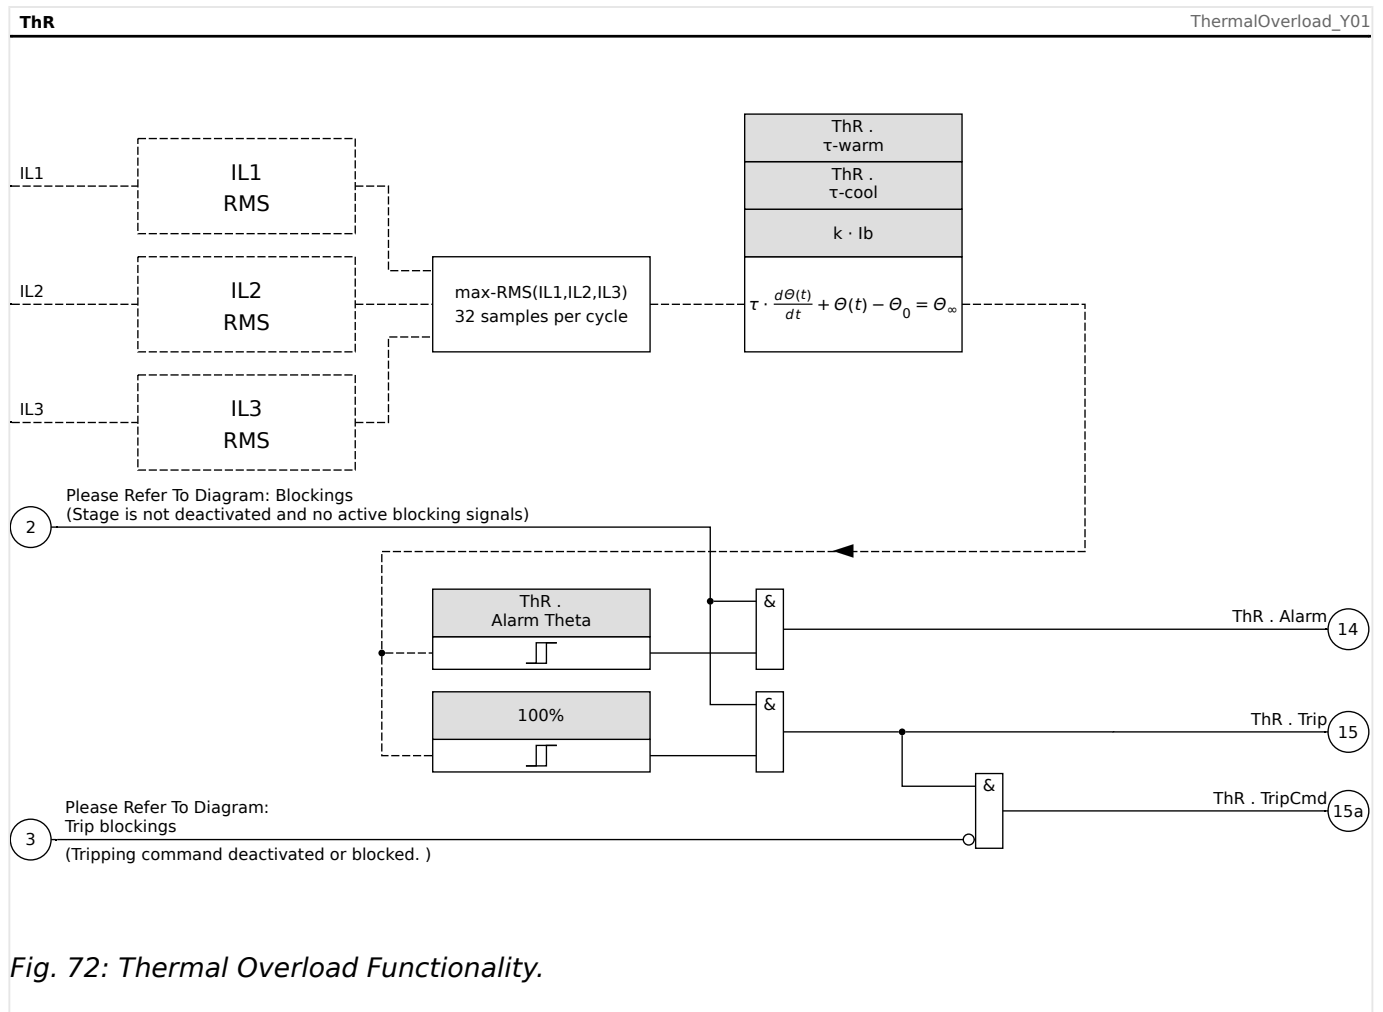 ThR
ThermalOverload_Y01
ThR .
τ-warm
ThR .
τ-cool
k · Ib
τ · dΘ(t)/dt + Θ(t) − Θ0 = Θ∞
IL1
IL1
RMS
IL2
IL2
RMS
max-RMS(IL1,IL2,IL3)
32 samples per cycle
IL3
IL3
RMS
Please Refer To Diagram: Blockings
(Stage is not deactivated and no active blocking signals)
2
ThR .
Alarm Theta
&
ThR . Alarm
14
100%
&
ThR . Trip
15
&
ThR . TripCmd
15a
Please Refer To Diagram:
Trip blockings
3
(Tripping command deactivated or blocked. )
Fig. 72: Thermal Overload Functionality.